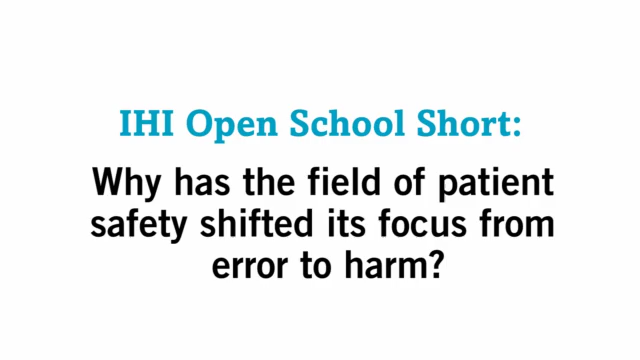 IHI Open School Short:
Why has the field of patient
safety shifted its focus from
error to harm?